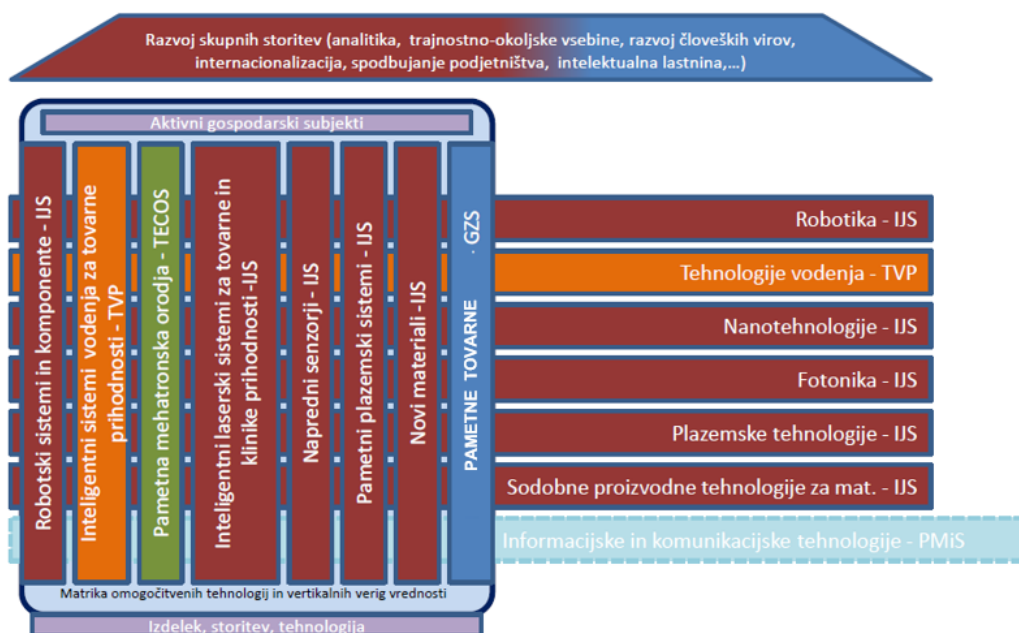 Razvoj skupnih storitev (analitika, trajnostno-okoljske vsebine, razvoj človeških virov,
internacionalizacija, spodbujanje podjetništva, intelektualna lastnina,...)
Aktivni gospodarski subjekti
Robotski sistemi in komponente - IJS
Inteligentni sistemi vodenja za tovarne
prihodnosti - TVP
Pametna mehatronska orodja - TECOS
Inteligentni laserski sistemi za tovarne in
klinike prihodnosti -IJS
Napredni senzorji - IJS
Pametni plazemski sistemi - IJS
Novi materiali -IJS
PAMETNE TOVARNE . GZS
Robotika - IJS
Tehnologije vodenja - TVP
Nanotehnologije - IJS
Fotonika - IJS
Plazemske tehnologije - IJS
Sodobne proizvodne tehnologije za mat. - IJS
Informacijske in komunikacijske tehnologije - PMiS
Matrika omogočitvenih tehnologij in vertikalnih verig vrednosti
Izdelek, storitev, tehnologija